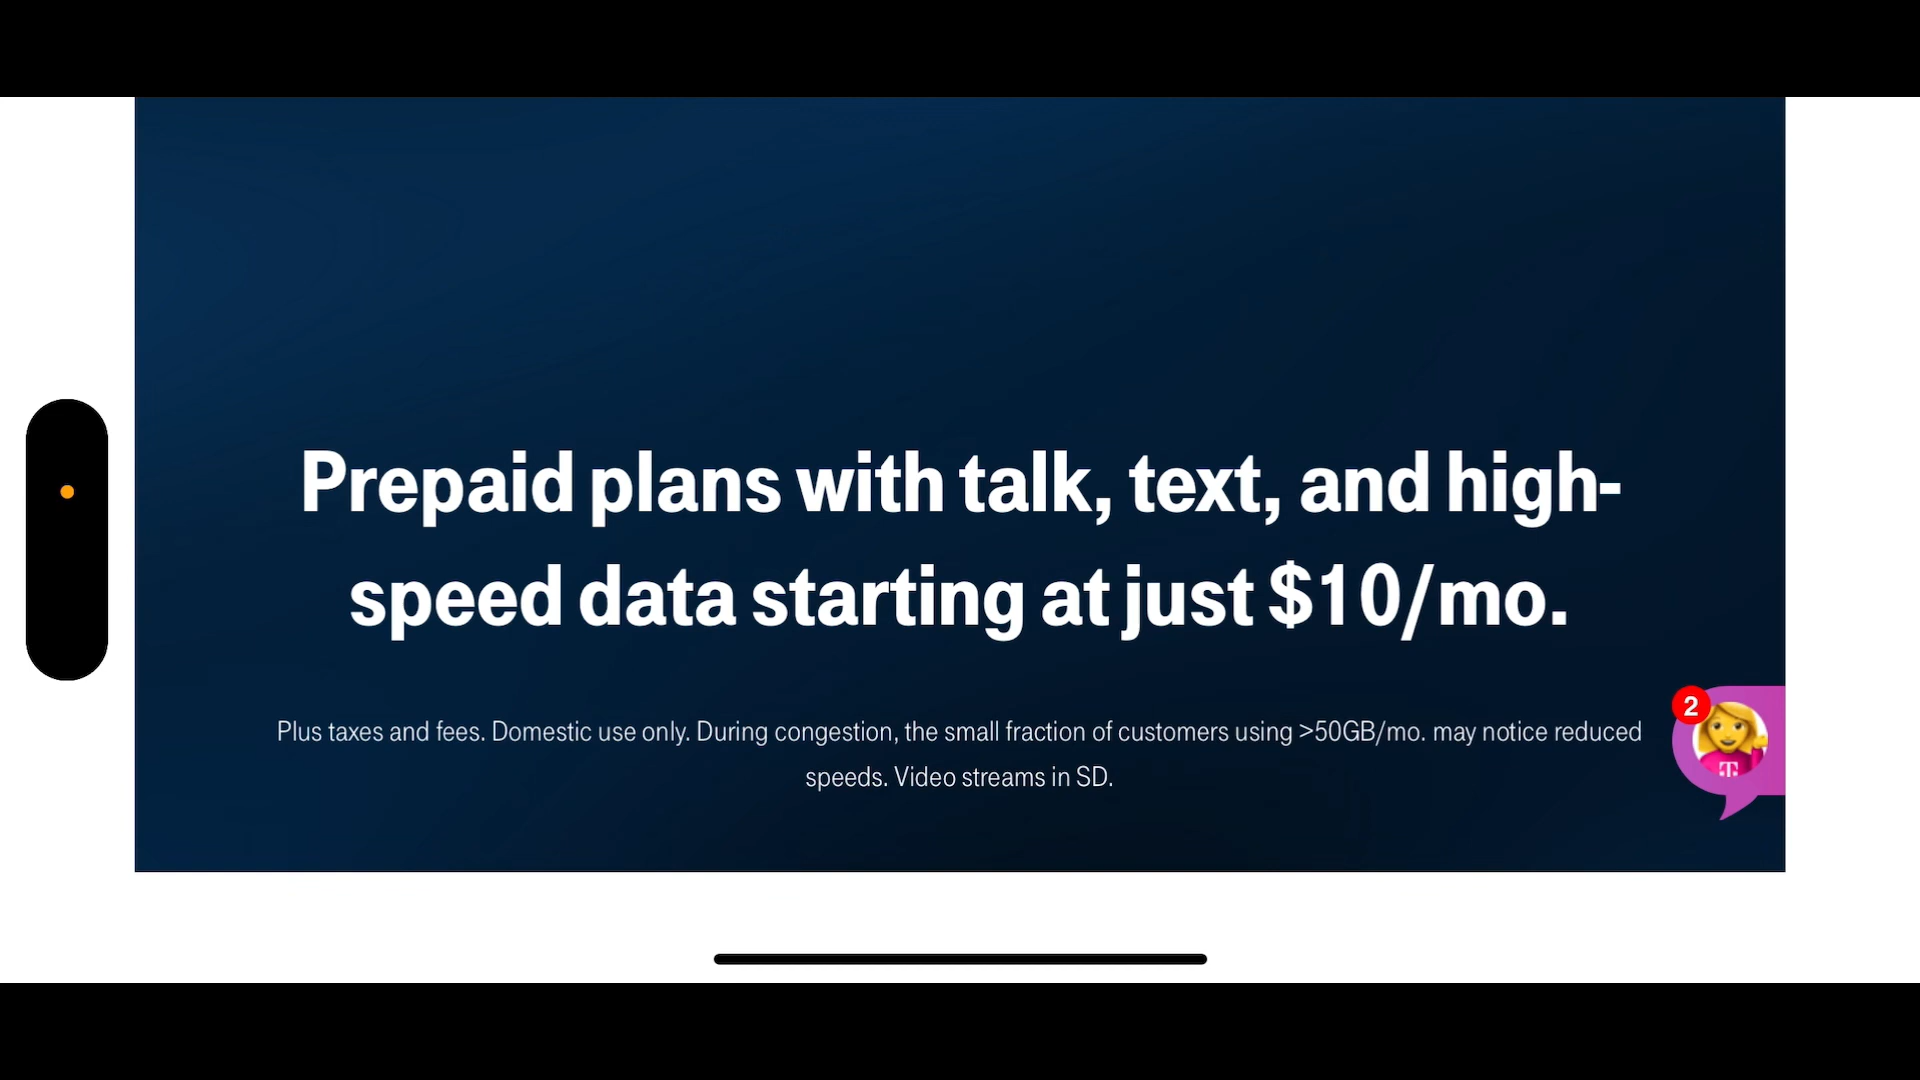 Prepaid plans with talk, text, and high-
speed data starting at just $10/mo.
Plus taxes and fees. Domestic use only. During congestion, the small fraction of customers using >50GB/mo. may notice reduced
speeds. Video streams in SD.
2
T